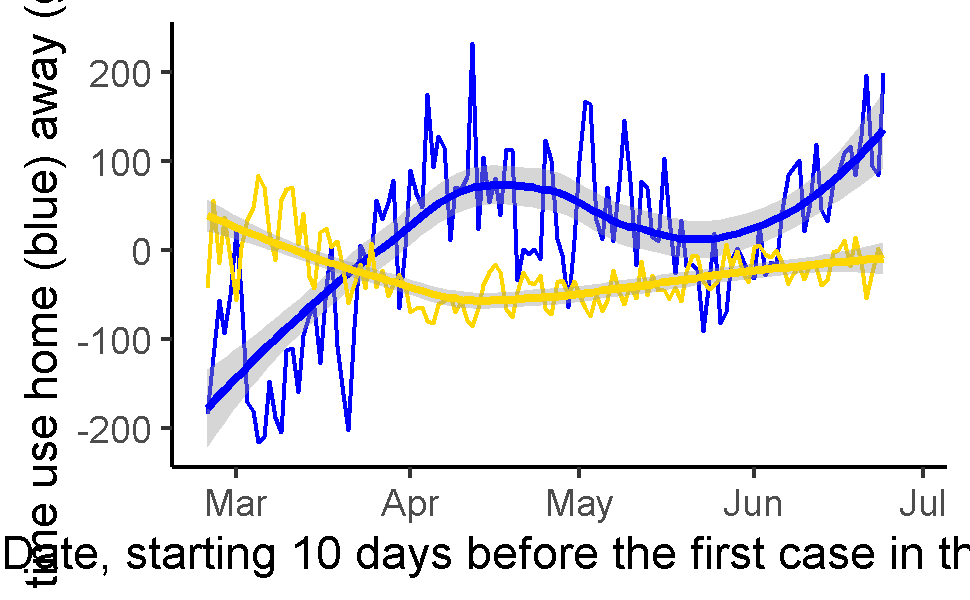 time use home (blue) away (
200
100
0
-100
-200
Mar Apr May Jun Jul
Date, starting 10 days before the first case in th